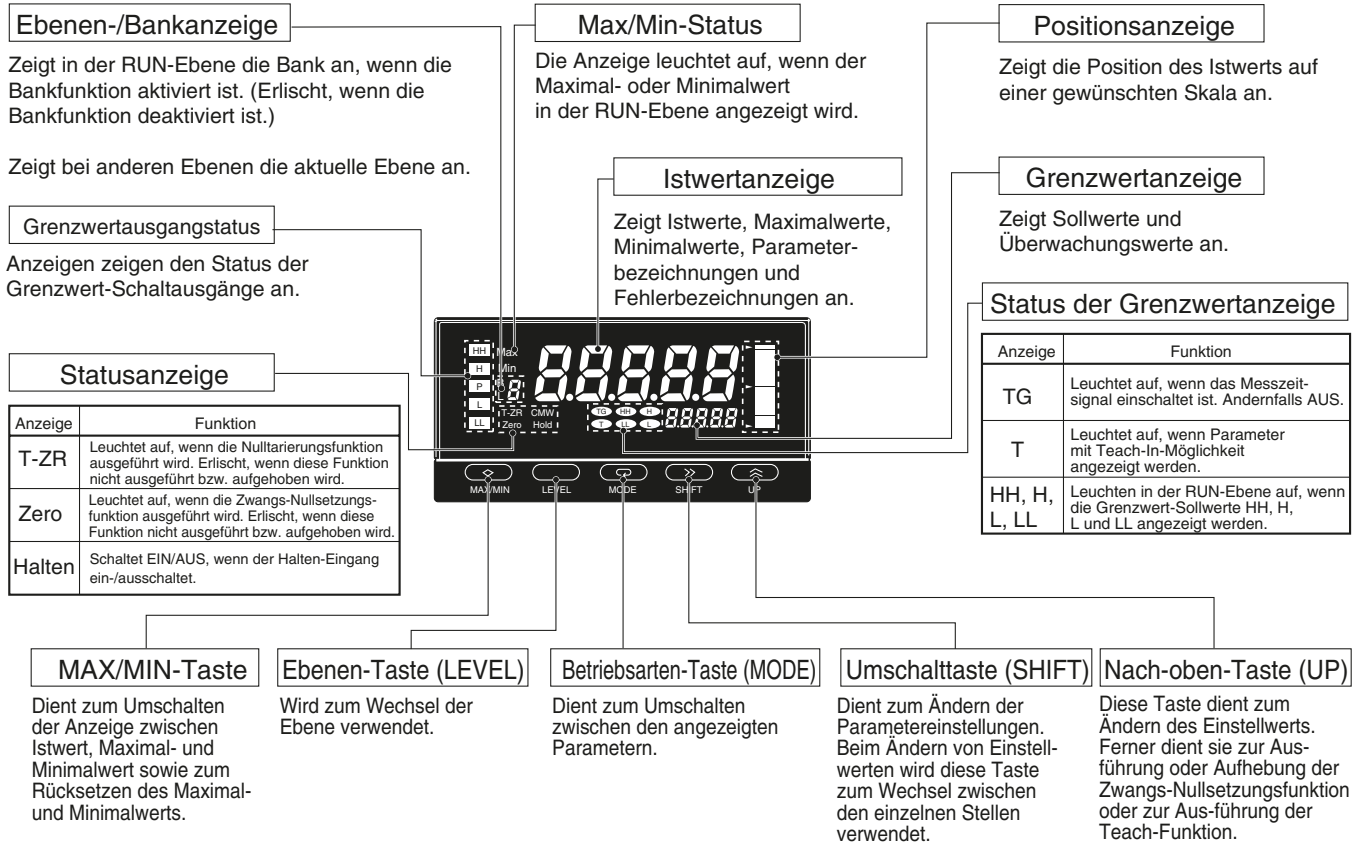 Ebenen-/Bankanzeige
Zeigt in der RUN-Ebene die Bank an, wenn die
Bankfunktion aktiviert ist. (Erlischt, wenn die
Bankfunktion deaktiviert ist.)
Zeigt bei anderen Ebenen die aktuelle Ebene an.
Max/Min-Status
Die Anzeige leuchtet auf, wenn der
Maximal- oder Minimalwert
in der RUN-Ebene angezeigt wird.
Positionsanzeige
Zeigt die Position des Istwerts auf
einer gewünschten Skala an.
Istwertanzeige
Zeigt Istwerte, Maximalwerte,
Minimalwerte, Parameter-
bezeichnungen und
Fehlerbezeichnungen an.
Grenzwertanzeige
Zeigt Sollwerte und
Überwachungswerte an.
Grenzwertausgangstatus
Anzeigen zeigen den Status der
Grenzwert-Schaltausgänge an.
Status der Grenzwertanzeige
Anzeige Funktion
TG Leuchtet auf, wenn das Messzeit-
signal einschaltet ist. Andernfalls AUS.
T Leuchtet auf, wenn Parameter
mit Teach-In-Möglichkeit
angezeigt werden.
HH, H, Leuchten in der RUN-Ebene auf, wenn
L, LL die Grenzwert-Sollwerte HH, H,
L und LL angezeigt werden.
Statusanzeige
Anzeige Funktion
T-ZR Leuchtet auf, wenn die Nulltarierungsfunktion
ausgeführt wird. Erlischt, wenn diese Funktion
nicht ausgeführt bzw. aufgehoben wird.
Zero Leuchtet auf, wenn die Zwangs-Nullsetzungs-
funktion ausgeführt wird. Erlischt, wenn diese
Funktion nicht ausgeführt bzw. aufgehoben wird.
Halten Schaltet EIN/AUS, wenn der Halten-Eingang
ein-/ausschaltet.
HH Max
H Min
P
L
LL
8
8.8.8.8.8
T-ZR CMW
Zero Hold
TG HH H
T LL L
88888
MAX/MIN LEVEL MODE SHIFT UP
MAX/MIN-Taste
Dient zum Umschalten
der Anzeige zwischen
Istwert, Maximal- und
Minimalwert sowie zum
Rücksetzen des Maximal-
und Minimalwerts.
Ebenen-Taste (LEVEL)
Wird zum Wechsel der
Ebene verwendet.
Betriebsarten-Taste (MODE)
Dient zum Umschalten
zwischen den angezeigten
Parametern.
Umschalttaste (SHIFT)
Dient zum Ändern der
Parametereinstellungen.
Beim Ändern von Einstell-
werten wird diese Taste
zum Wechsel zwischen
den einzelnen Stellen
verwendet.
Nach-oben-Taste (UP)
Diese Taste dient zum
Ändern des Einstellwerts.
Ferner dient sie zur Aus-
führung oder Aufhebung der
Zwangs-Nullsetzungsfunktion
oder zur Aus-führung der
Teach-Funktion.